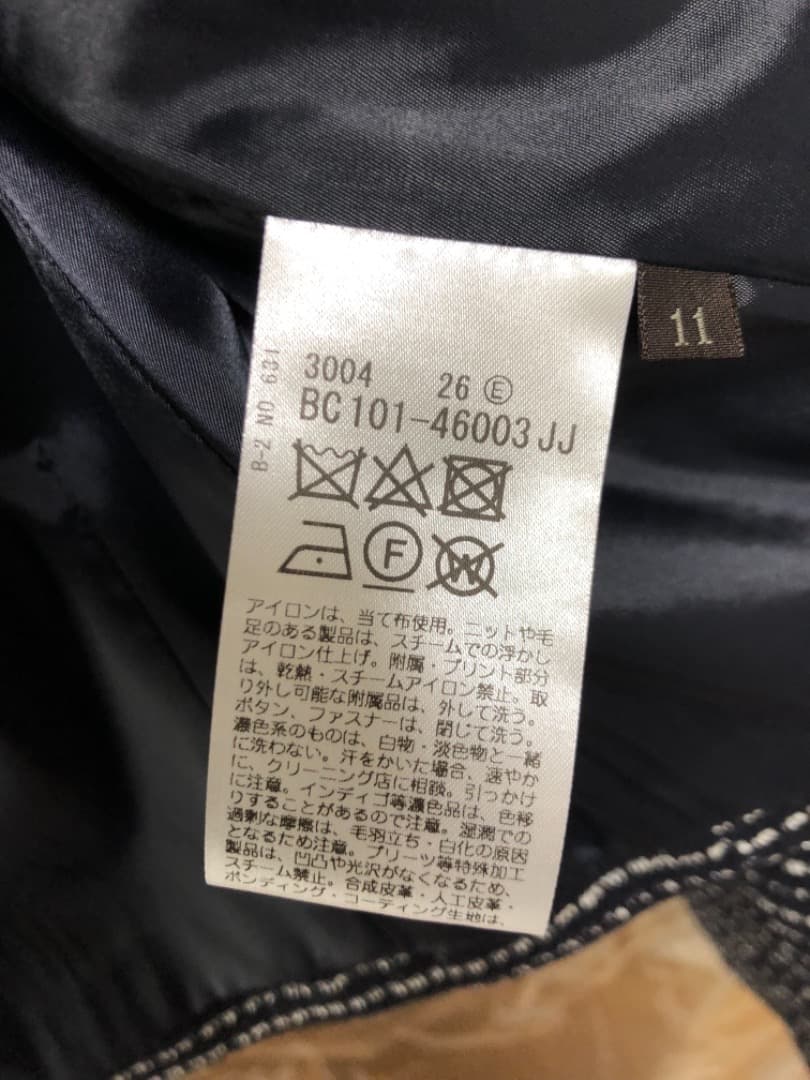 11
3004 26 Ⓔ
BC101-46003JJ
B-2 NO 631
F
W
アイロンは、当て布使用。ニットや毛
足のある製品は、スチームでの浮かし
アイロン仕上げ。附属・プリント部分
は、乾熱・スチームアイロン禁止。取
り外し可能な附属品は、外して洗う。
ボタン、ファスナーは、閉じて洗う。
濃色系のものは、白物・淡色物と一緒
に洗わない。汗をかいた場合、速やか
に、クリーニング店に相談。引っかけ
に注意。インディゴ等濃色品は、色移
りすることがあるので注意。湿潤での
過剰な摩擦は、毛羽立ち・白化の原因
となるため注意。プリーツ等特殊加工
製品は、凹凸や光沢がなくなるため、
スチーム禁止。合成皮革・人工皮革・
ボンディング・コーティング生地は、